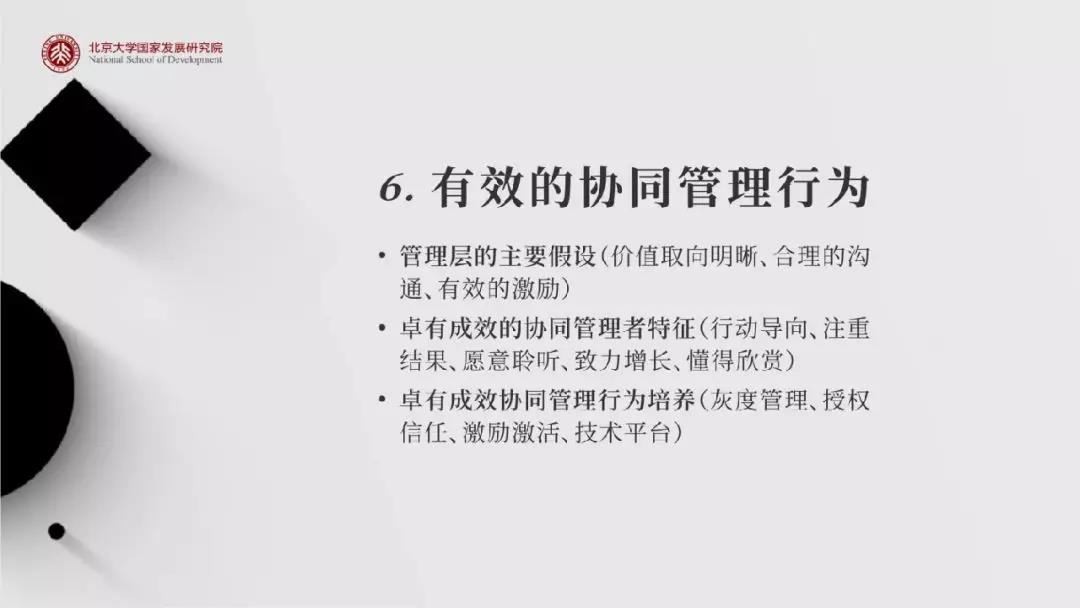 北京大学国家发展研究院
National School of Development
6. 有效的协同管理行为
• 管理层的主要假设(价值取向明晰、合理的沟
通、有效的激励)
• 卓有成效的协同管理者特征(行动导向、注重
结果、愿意聆听、致力增长、懂得欣赏)
• 卓有成效协同管理行为培养(灰度管理、授权
信任、激励激活、技术平台)